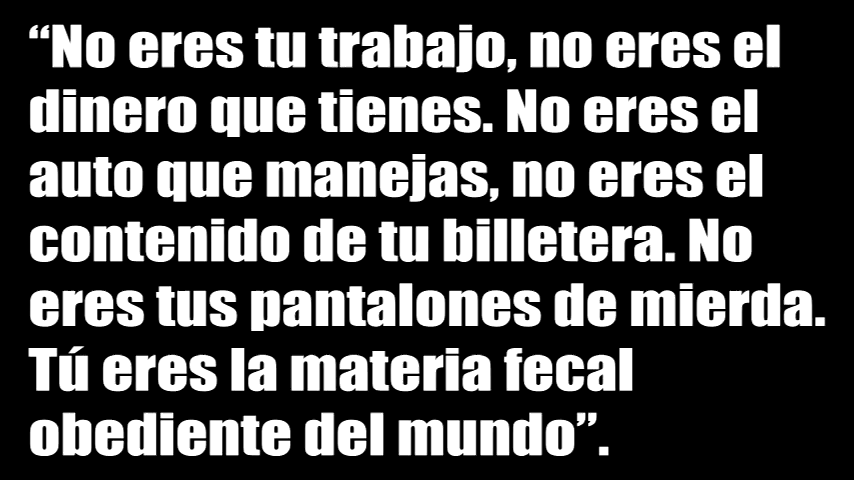 “No eres tu trabajo, no eres el
dinero que tienes. No eres el
auto que manejas, no eres el
contenido de tu billetera. No
eres tus pantalones de mierda.
Tú eres la materia fecal
obediente del mundo”.